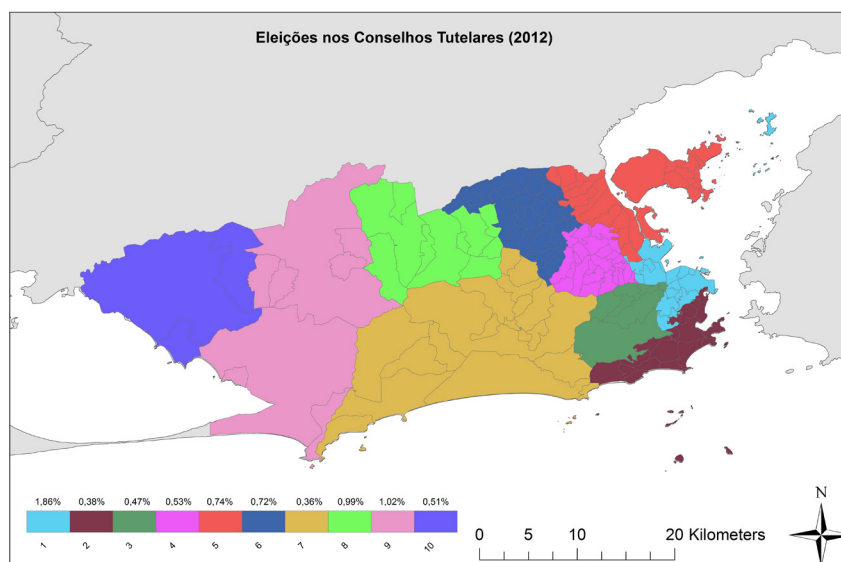 Eleições nos Conselhos Tutelares (2012)
1,86% 0,38% 0,47% 0,53% 0,74% 0,72% 0,36% 0,99% 1,02% 0,51%
1 2 3 4 5 6 7 8 9 10
0 5 10 20 Kilometers
N